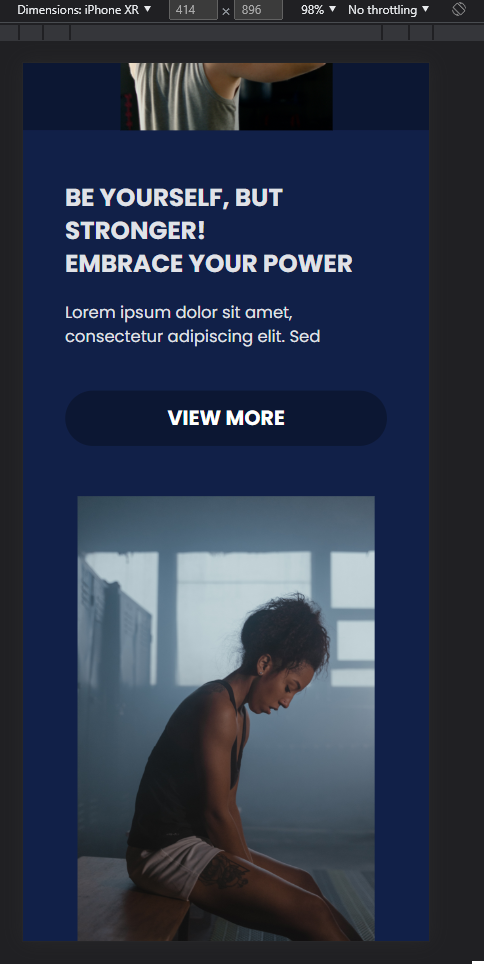 Dimensions: iPhone XR ▼ 414 × 896 98% ▼ No throttling ▼
BE YOURSELF, BUT
STRONGER!
EMBRACE YOUR POWER
Lorem ipsum dolor sit amet,
consectetur adipiscing elit. Sed
VIEW MORE